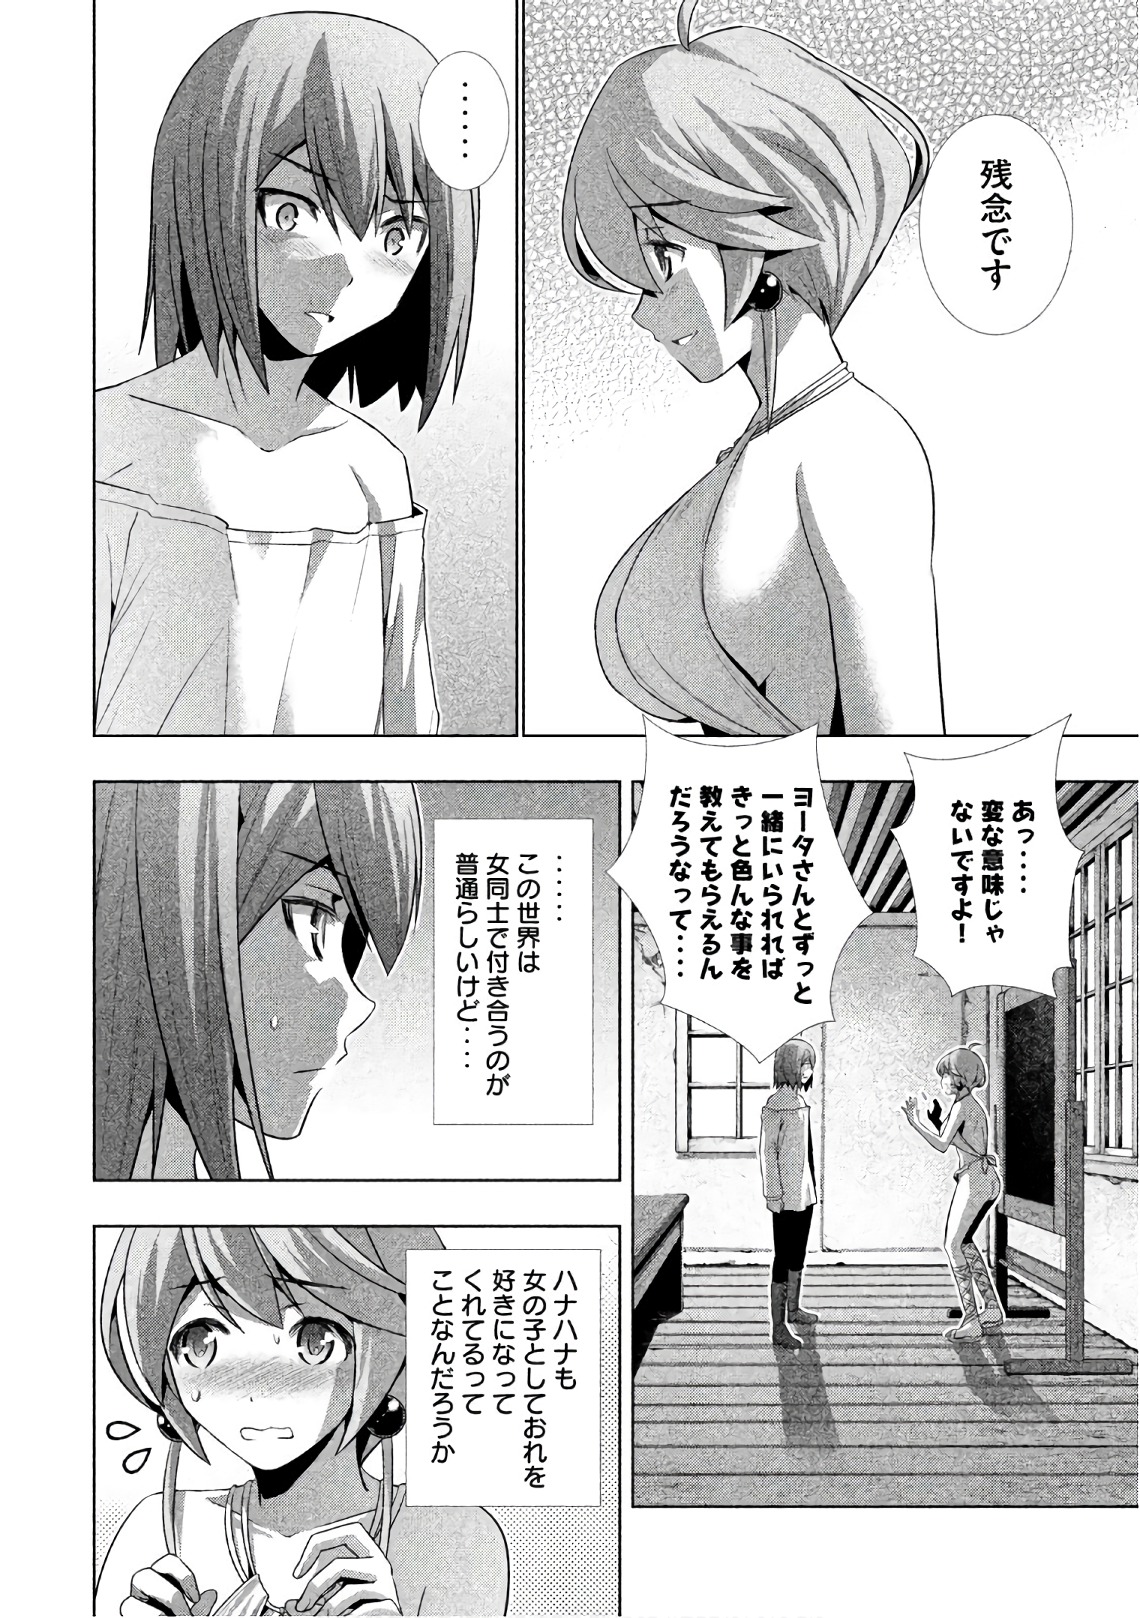 残念です
・・・・・
あっ・・・・
変な意味じゃ
ないですよ！
ヨータさんとずっと
一緒にいられれば
きっと色んな事を
教えてもらえるん
だろうなって・・・・
・・・・・
この世界は
女同士で付き合うのが
普通らしいけど・・・・
ハナハナも
女の子としておれを
好きになって
くれてるって
ことなんだろうか